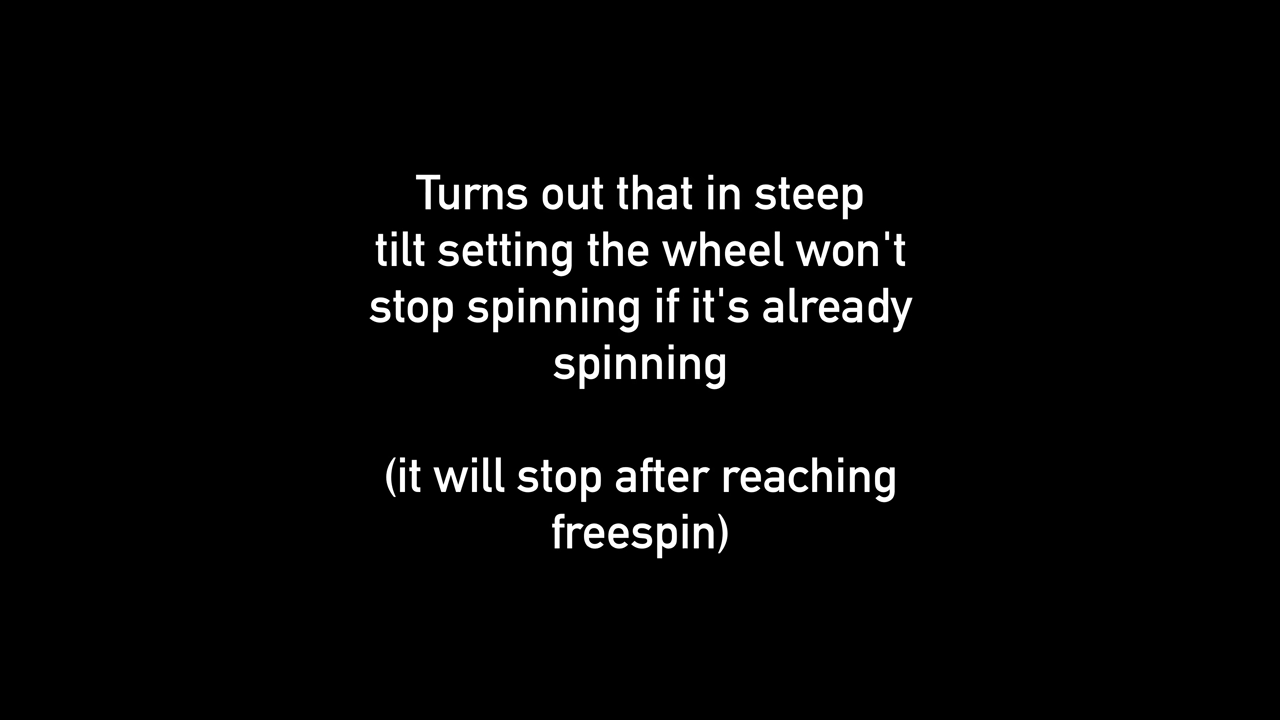 Turns out that in steep
tilt setting the wheel won't
stop spinning if it's already
spinning
(it will stop after reaching
freespin)